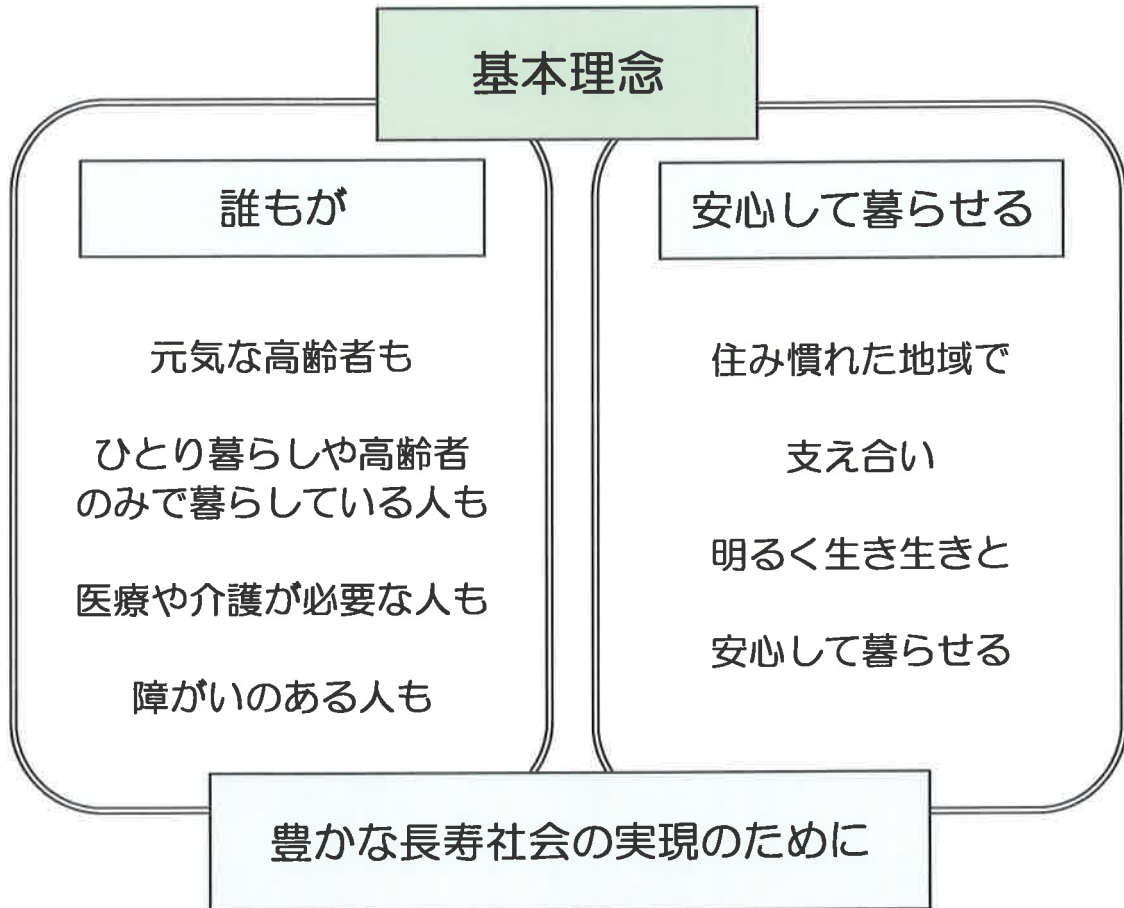 基本理念
誰もが
元気な高齢者も
ひとり暮らしや高齢者
のみで暮らしている人も
医療や介護が必要な人も
障がいのある人も
安心して暮らせる
住み慣れた地域で
支え合い
明るく生き生きと
安心して暮らせる
豊かな長寿社会の実現のために